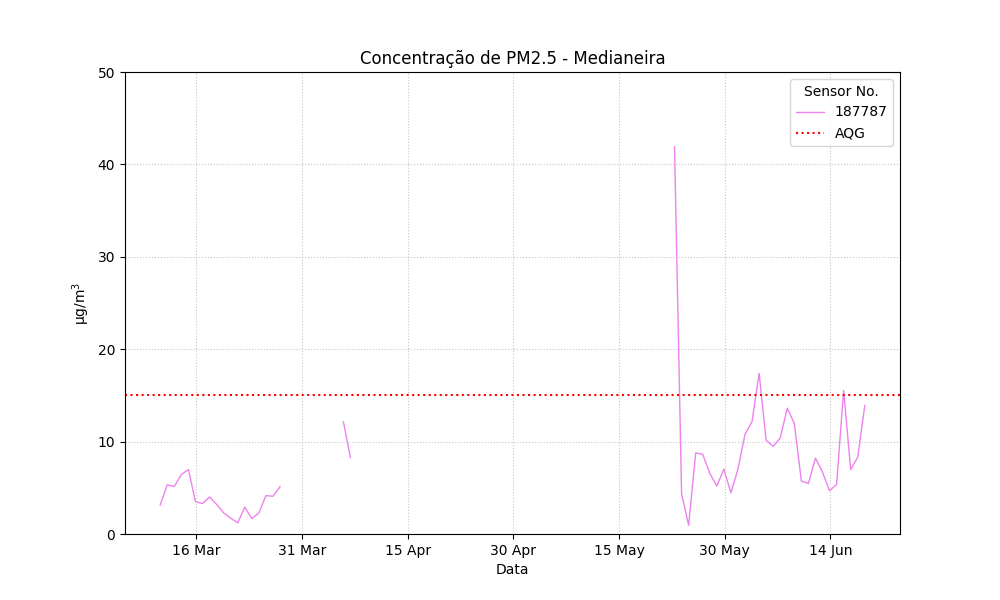 Concentração de PM2.5 - Medianeira
Sensor No.
187787
AQG
50
40
30
20
10
0
µg/m³
16 Mar
31 Mar
15 Apr
30 Apr
15 May
30 May
14 Jun
Data